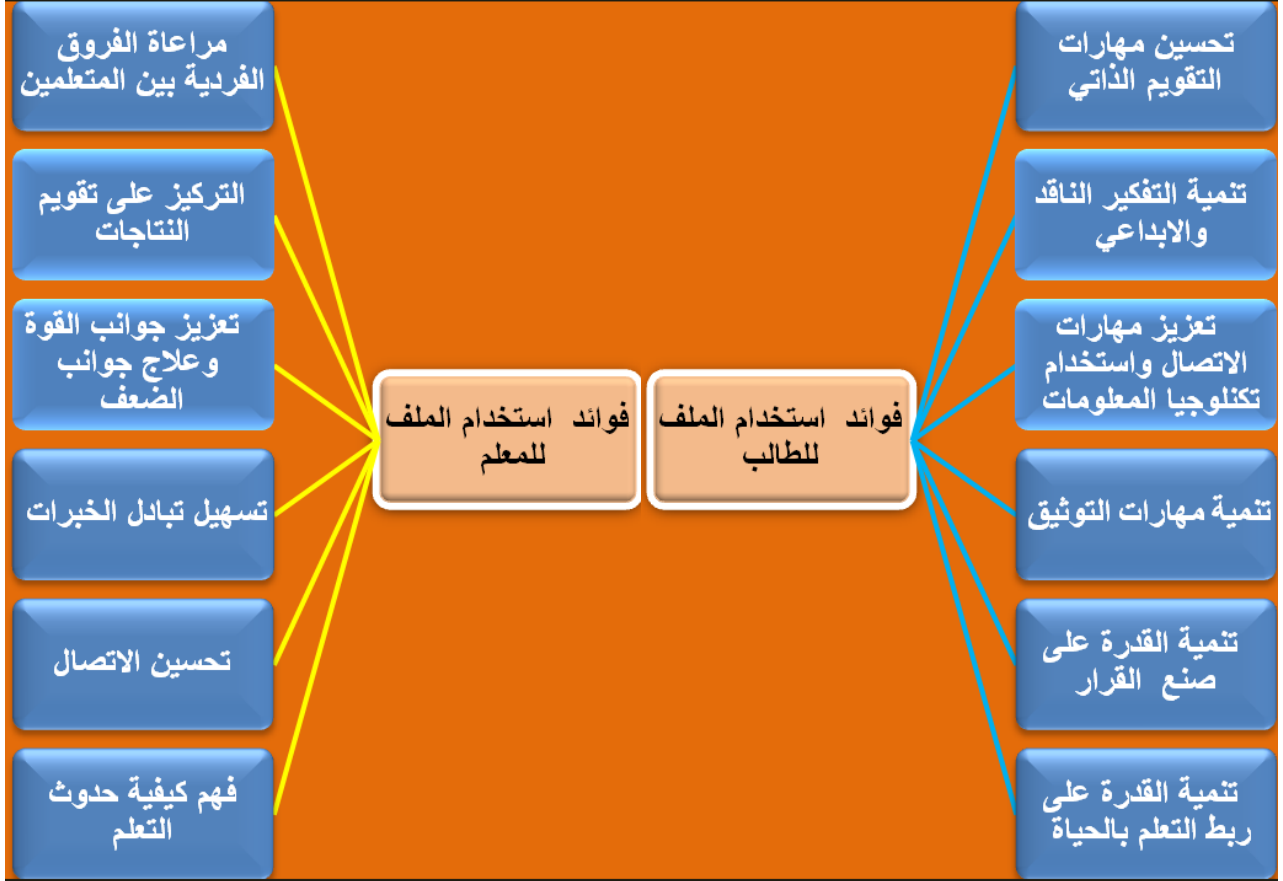 فوائد استخدام الملف
للطالب
تحسين مهارات
التقويم الذاتي
تنمية التفكير الناقد
والابداعي
تعزيز مهارات
الاتصال واستخدام
تكنلوجيا المعلومات
تنمية مهارات التوثيق
تنمية القدرة على
صنع القرار
تنمية القدرة على
ربط التعلم بالحياة
فوائد استخدام الملف
للمعلم
مراعاة الفروق
الفردية بين المتعلمين
التركيز على تقويم
النتاجات
تعزيز جوانب القوة
وعلاج جوانب
الضعف
تسهيل تبادل الخبرات
تحسين الاتصال
فهم كيفية حدوث
التعلم